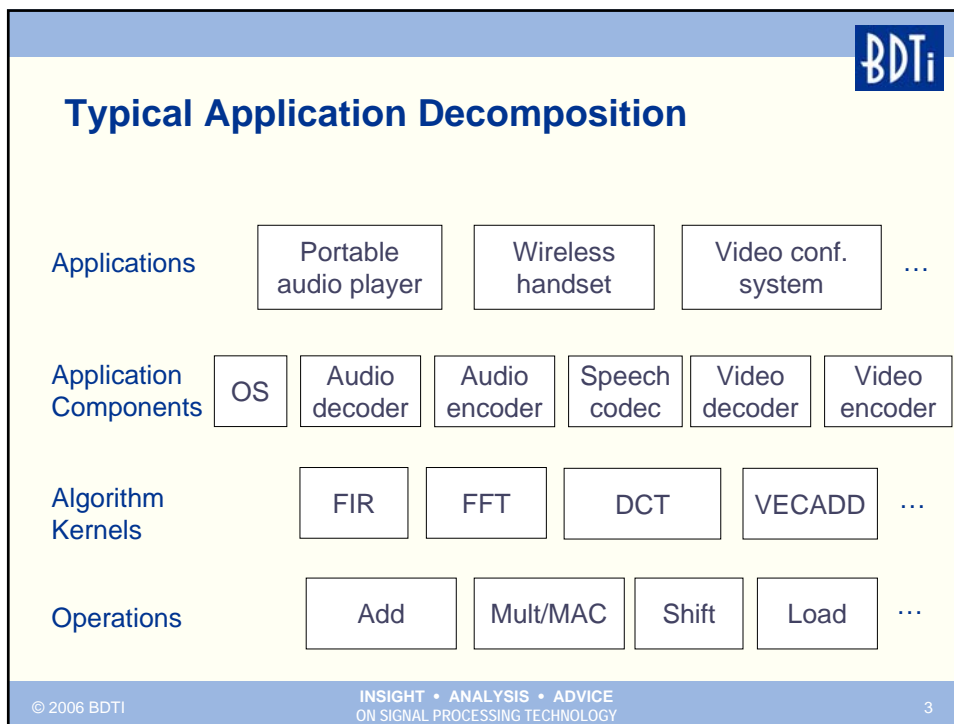 BDTi
Typical Application Decomposition
Applications
Portable
audio player
Wireless
handset
Video conf.
system
…
Application
Components
OS
Audio
decoder
Audio
encoder
Speech
codec
Video
decoder
Video
encoder
Algorithm
Kernels
FIR
FFT
DCT
VECADD
…
Operations
Add
Mult/MAC
Shift
Load
…
© 2006 BDTI
INSIGHT • ANALYSIS • ADVICE
ON SIGNAL PROCESSING TECHNOLOGY
3